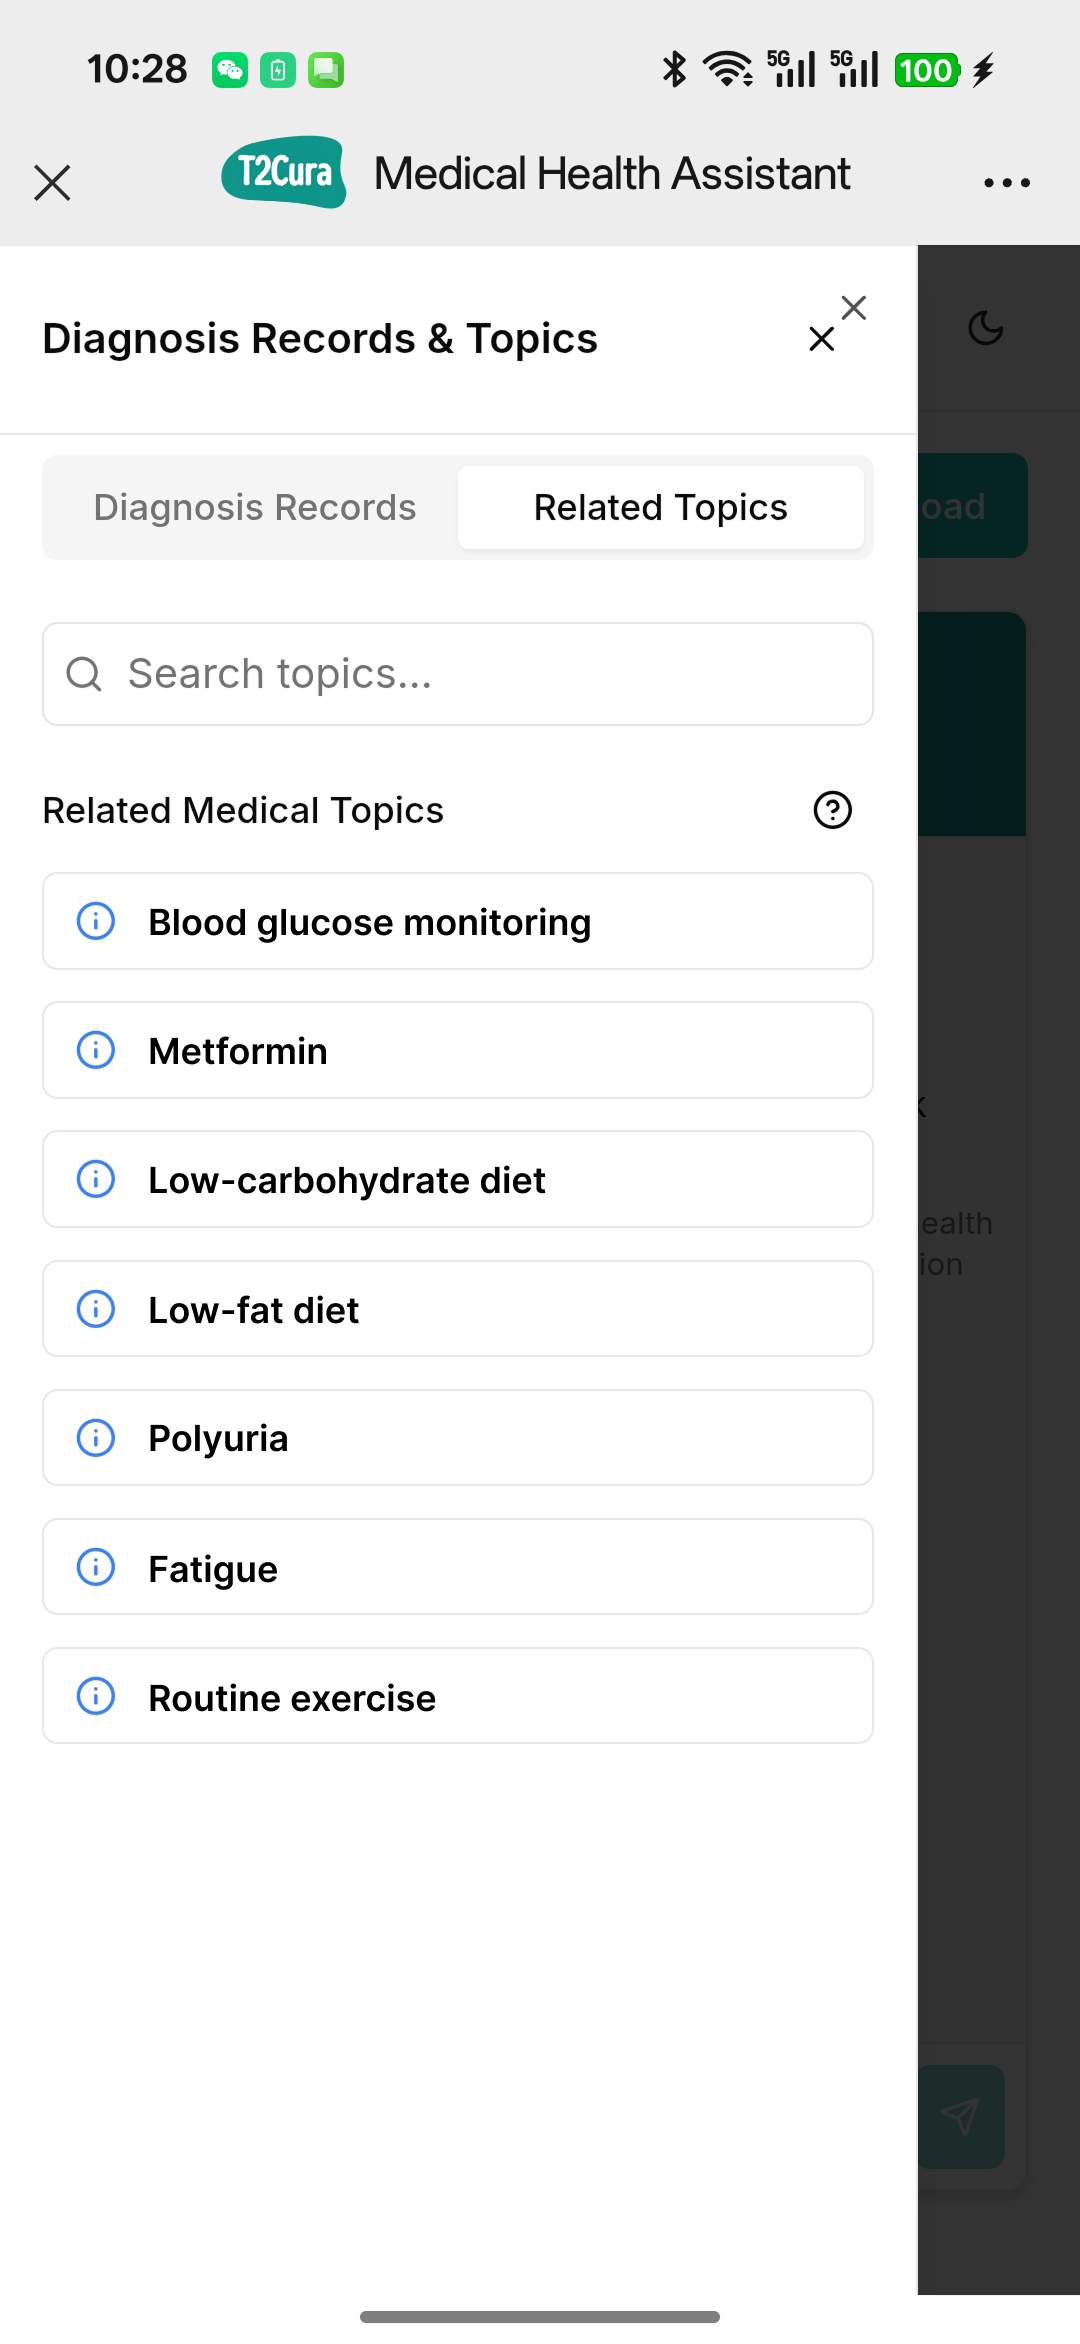 10:28
5G
5G
100
T2Cura
Medical Health Assistant
Diagnosis Records & Topics
Diagnosis Records
Related Topics
oad
Search topics...
Related Medical Topics
Blood glucose monitoring
Metformin
k
Low-carbohydrate diet
ealth
ion
Low-fat diet
Polyuria
Fatigue
Routine exercise